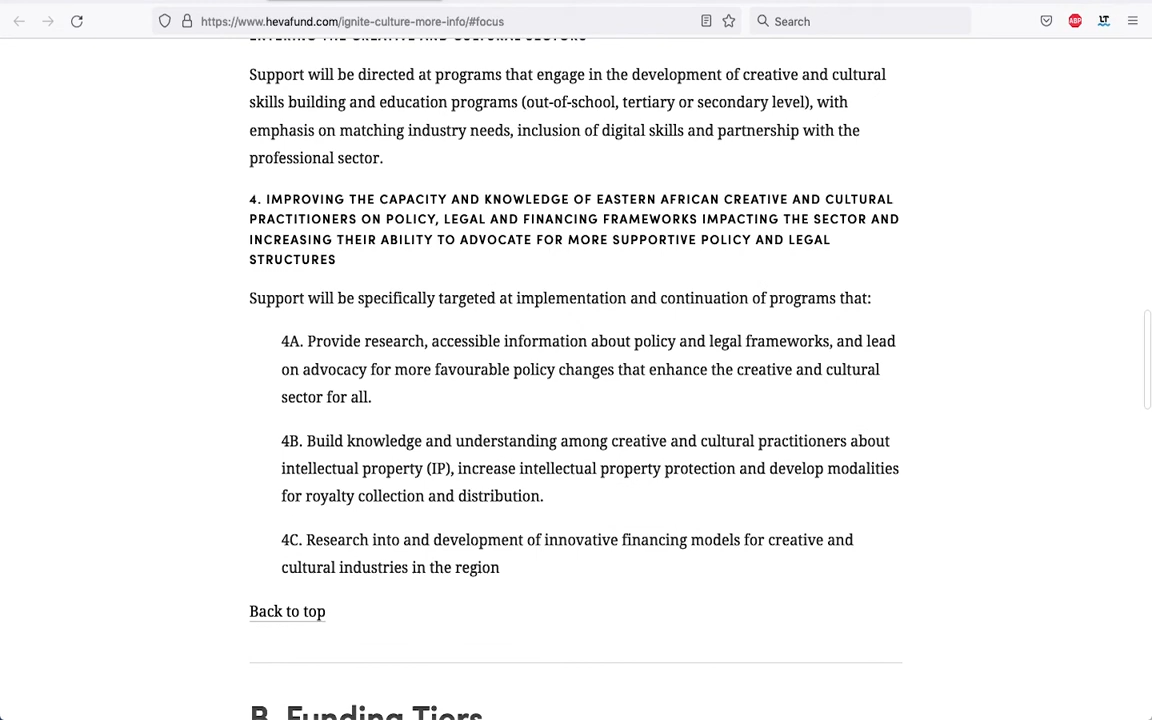 https://www.hevafund.com/ignite-culture-more-info/#focus
Search
ABP
LT
ENTERING THE CREATIVE AND CULTURAL SECTORS
Support will be directed at programs that engage in the development of creative and cultural
skills building and education programs (out-of-school, tertiary or secondary level), with
emphasis on matching industry needs, inclusion of digital skills and partnership with the
professional sector.
4. IMPROVING THE CAPACITY AND KNOWLEDGE OF EASTERN AFRICAN CREATIVE AND CULTURAL
PRACTITIONERS ON POLICY, LEGAL AND FINANCING FRAMEWORKS IMPACTING THE SECTOR AND
INCREASING THEIR ABILITY TO ADVOCATE FOR MORE SUPPORTIVE POLICY AND LEGAL
STRUCTURES
Support will be specifically targeted at implementation and continuation of programs that:
4A. Provide research, accessible information about policy and legal frameworks, and lead
on advocacy for more favourable policy changes that enhance the creative and cultural
sector for all.
4B. Build knowledge and understanding among creative and cultural practitioners about
intellectual property (IP), increase intellectual property protection and develop modalities
for royalty collection and distribution.
4C. Research into and development of innovative financing models for creative and
cultural industries in the region
Back to top
B. Funding Tiers